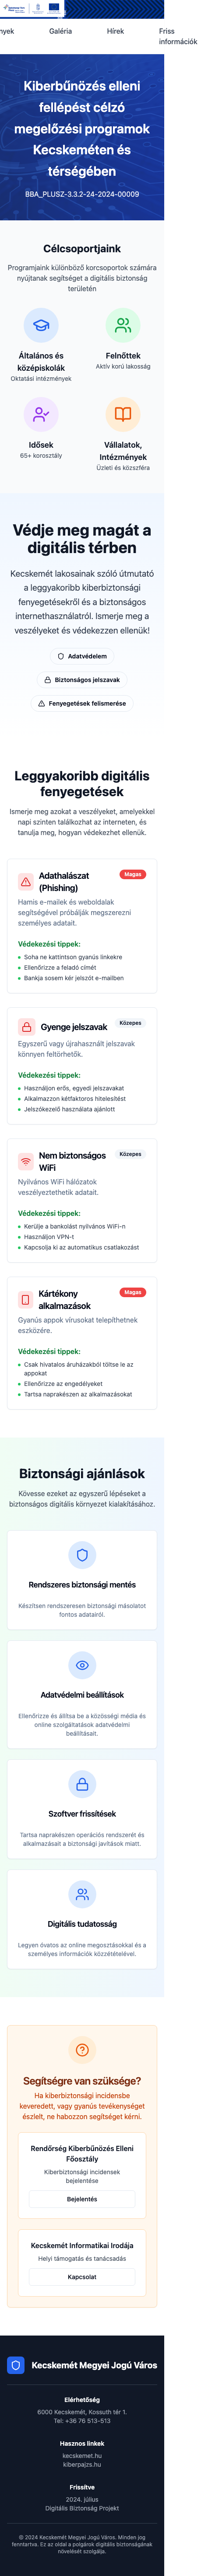 nyek
Galéria
Hírek
Friss
információk
Kiberbűnözés elleni
fellépést célzó
megelőzési programok
Kecskeméten és
térségében
BBA_PLUSZ-3.3.2-24-2024-00009
Célcsoportjaink
Programjaink különböző korcsoportok számára
nyújtanak segítséget a digitális biztonság
területén
Általános és
középiskolák
Oktatási intézmények
Felnőttek
Aktív korú lakosság
Idősek
65+ korosztály
Vállalatok,
Intézmények
Üzleti és közszféra
Védje meg magát a
digitális térben
Kecskemét lakosainak szóló útmutató
a leggyakoribb kiberbiztonsági
fenyegetésekről és a biztonságos
internethasználatról. Ismerje meg a
veszélyeket és védekezzen ellenük!
Adatvédelem
Biztonságos jelszavak
Fenyegetések felismerése
Leggyakoribb digitális
fenyegetések
Ismerje meg azokat a veszélyeket, amelyekkel
nap mint szinten találkozhat az interneten, és
tanulja meg, hogyan védekezhet ellenük.
Adathalászat
(Phishing)
Magas
Hamis e-mailek és weboldalak
segítségével próbálják megszerezni
személyes adatait.
Védekezési tippek:
Soha ne kattintson gyanús linkekre
Ellenőrizze a feladó címét
Bankja sosem kér jelszót e-mailben
Gyenge jelszavak
Közepes
Egyszerű vagy újrahasznált jelszavak
könnyen feltörhetők.
Védekezési tippek:
Használjon erős, egyedi jelszavakat
Alkalmazzon kétfaktoros hitelesítést
Jelszókezelő használata ajánlott
Nem biztonságos
WiFi
Közepes
Nyilvános WiFi hálózatok
veszélyeztethetik adatait.
Védekezési tippek:
Kerülje a bankolást nyilvános WiFi-n
Használjon VPN-t
Kapcsolja ki az automatikus csatlakozást
Kártékony
alkalmazások
Magas
Gyanús appok vírusokat telepíthetnek
eszközére.
Védekezési tippek:
Csak hivatalos áruházakból töltse le az
appokat
Ellenőrizze az engedélyeket
Tartsa naprakészen az alkalmazásokat
Biztonsági ajánlások
Kövesse ezeket az egyszerű lépéseket a
biztonságos digitális környezet kialakításához.
Rendszeres biztonsági mentés
Készítsen rendszeresen biztonsági másolatot
fontos adatairól.
Adatvédelmi beállítások
Ellenőrizze és állítsa be a közösségi média és
online szolgáltatások adatvédelmi
beállításait.
Szoftver frissítések
Tartsa naprakészen operációs rendszerét és
alkalmazásait a biztonsági javítások miatt.
Digitális tudatosság
Legyen óvatos az online megosztásokkal és a
személyes információk közzétételével.
Segítségre van szüksége?
Ha kiberbiztonsági incidensbe
keveredett, vagy gyanús tevékenységet
észlelt, ne habozzon segítséget kérni.
Rendőrség Kiberbűnözés Elleni
Főosztály
Kiberbiztonsági incidensek
bejelentése
Bejelentés
Kecskemét Informatikai Irodája
Helyi támogatás és tanácsadás
Kapcsolat
Kecskemét Megyei Jogú Város
Elérhetőség
6000 Kecskemét, Kossuth tér 1.
Tel: +36 76 513-513
Hasznos linkek
kecskemet.hu
kiberpajzs.hu
Frissítve
2024. július
Digitális Biztonság Projekt
© 2024 Kecskemét Megyei Jogú Város. Minden jog
fenntartva. Ez az oldal a polgárok digitális biztonságának
növelését szolgálja.